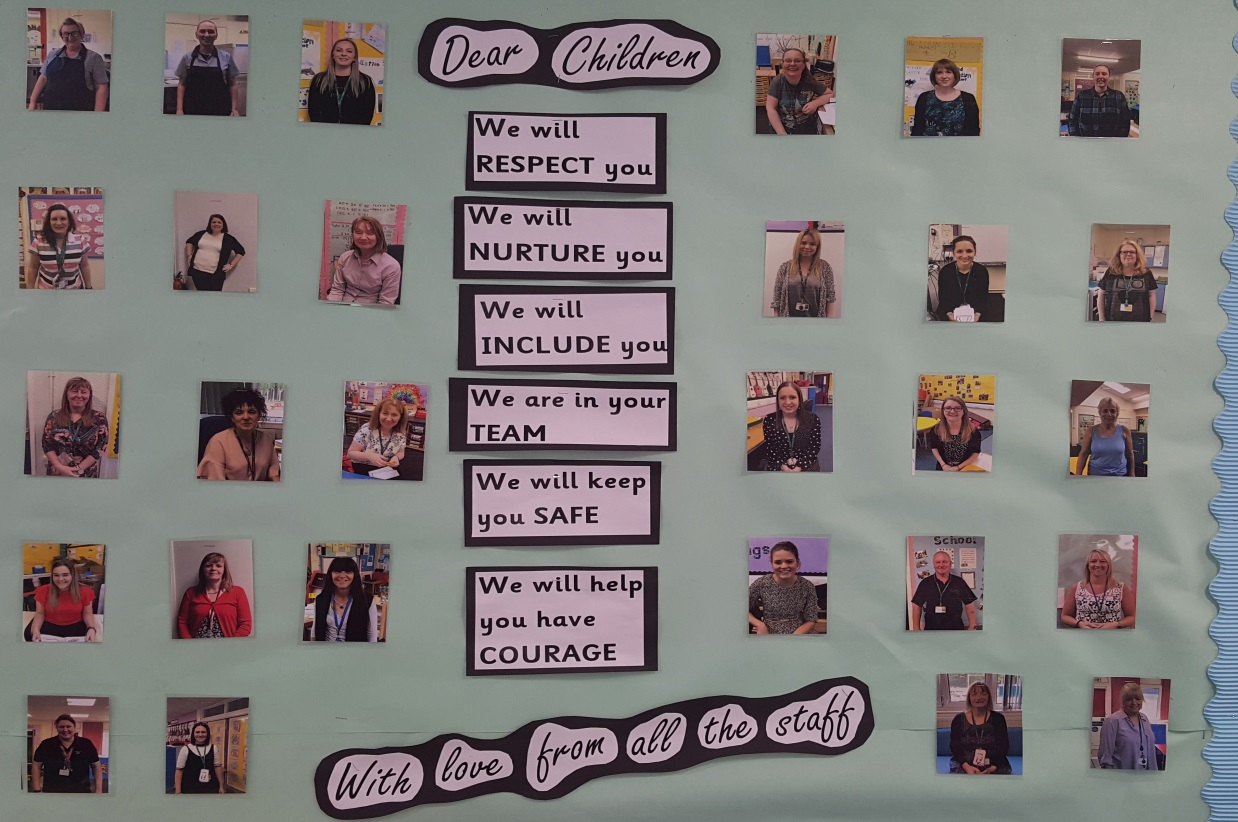 Dear Children
We will
RESPECT you
We will
NURTURE you
We will
INCLUDE you
We are in your
TEAM
We will keep
you SAFE
We will help
you have
COURAGE
School
With love from all the staff